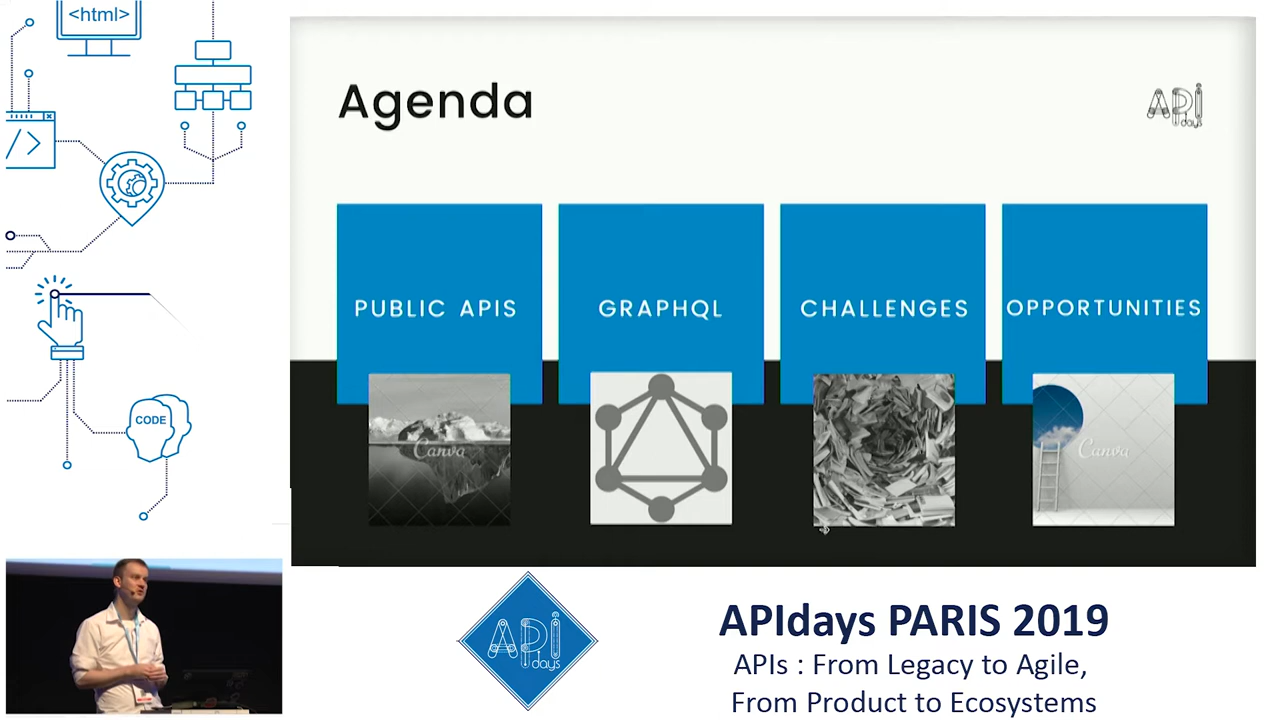 <html>
Agenda
API
days
</>
PUBLIC APIS
GRAPHQL
CHALLENGES
OPPORTUNITIES
CODE
Canva
Canva
API
days
APIdays PARIS 2019
APIs : From Legacy to Agile,
From Product to Ecosystems